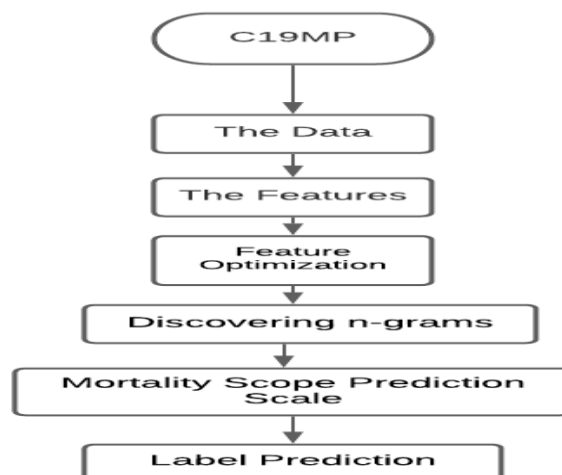 C19MP
The Data
The Features
Feature
Optimization
Discovering n-grams
Mortality Scope Prediction
Scale
Label Prediction